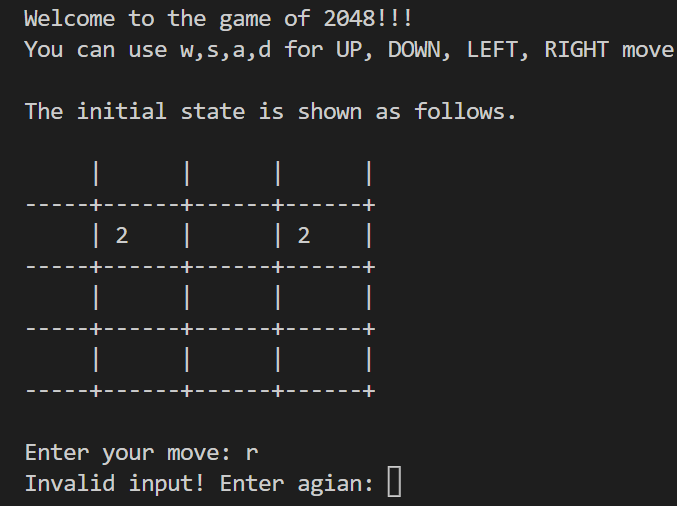 Welcome to the game of 2048!!!
You can use w,s,a,d for UP, DOWN, LEFT, RIGHT move
The initial state is shown as follows.
     |      |      |      |
-----+------+------+------+
     | 2    |      | 2    |
-----+------+------+------+
     |      |      |      |
-----+------+------+------+
     |      |      |      |
-----+------+------+------+
Enter your move: r
Invalid input! Enter agian: